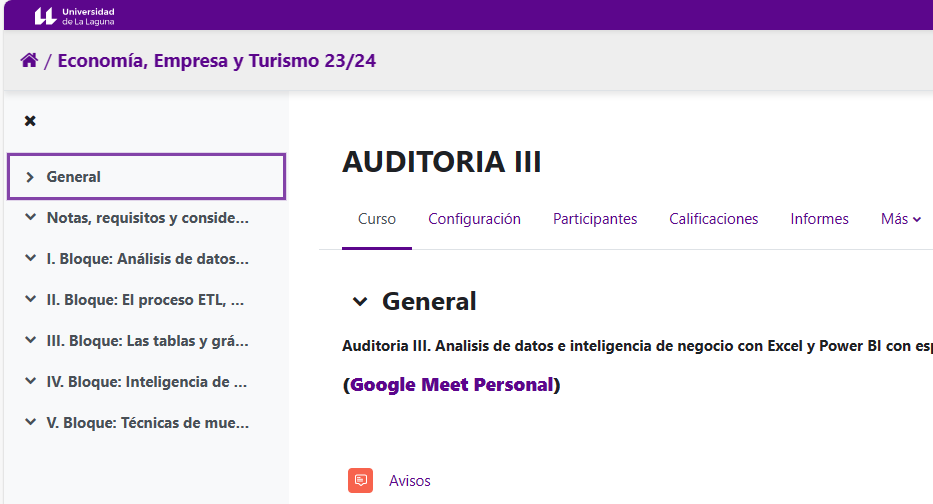 Universidad
de La Laguna
/ Economía, Empresa y Turismo 23/24
General
Notas, requisitos y conside...
I. Bloque: Análisis de datos...
II. Bloque: El proceso ETL, ...
III. Bloque: Las tablas y grá...
IV. Bloque: Inteligencia de ...
V. Bloque: Técnicas de mue...
AUDITORIA III
Curso Configuración Participantes Calificaciones Informes Más
General
Auditoria III. Analisis de datos e inteligencia de negocio con Excel y Power BI con esp
(Google Meet Personal)
Avisos